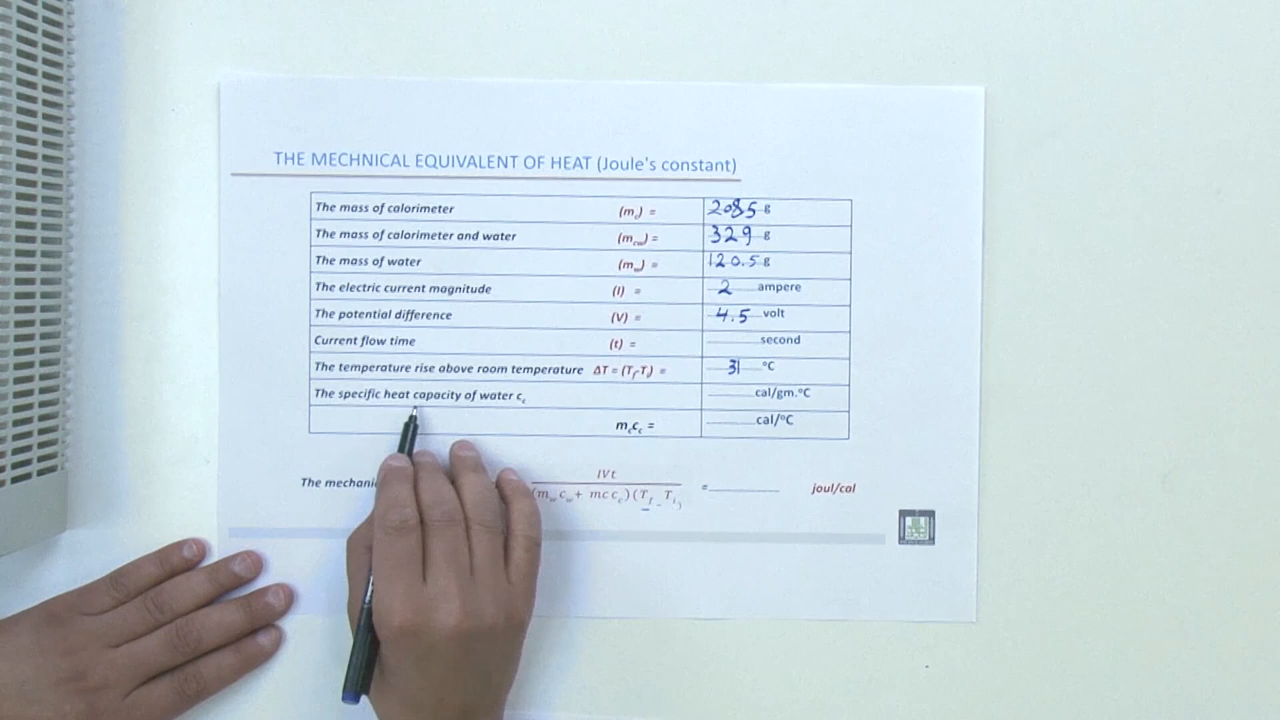 THE MECHNICAL EQUIVALENT OF HEAT (Joule's constant)
The mass of calorimeter (mc) = 2085 g
The mass of calorimeter and water (mcw) = 329 g
The mass of water (mw) = 120.5 g
The electric current magnitude (I) = 2 ampere
The potential difference (V) = 4.5 volt
Current flow time (t) = second
The temperature rise above room temperature ΔT = (Tf-Ti) = 31 °C
The specific heat capacity of water cc cal/gm.°C
mccc = cal/°C
IVt
The mechani = joul/cal
(mwcw+ mc cc)(Tf - Ti)